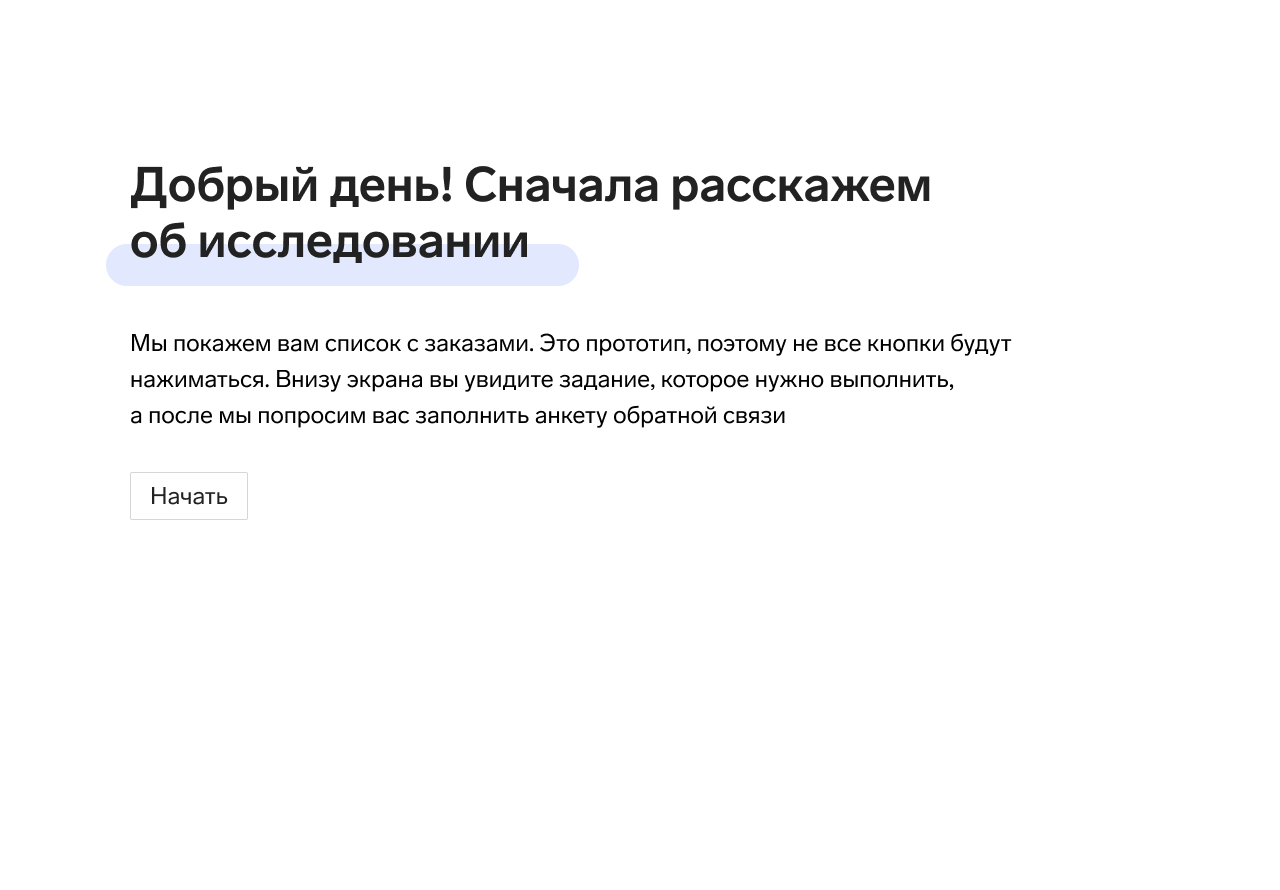 Добрый день! Сначала расскажем
об исследовании
Мы покажем вам список с заказами. Это прототип, поэтому не все кнопки будут
нажиматься. Внизу экрана вы увидите задание, которое нужно выполнить,
а после мы попросим вас заполнить анкету обратной связи
Начать